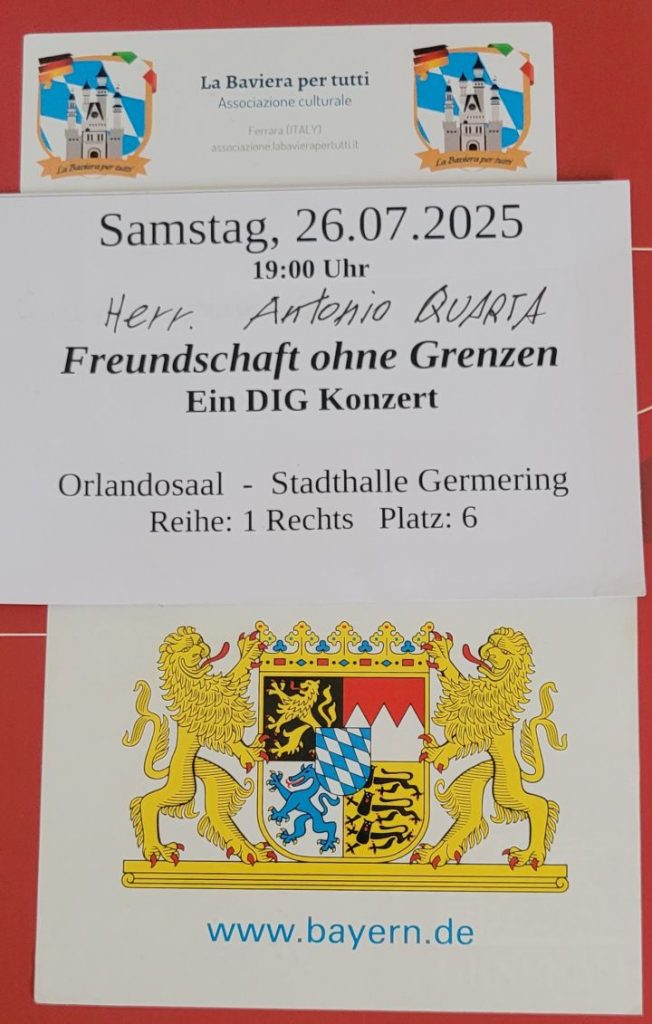 La Baviera per tutti
Associazione culturale
Ferrara (ITALY)
associazione.labavierapertutti.it
La Baviera per tutti
La Baviera per tutti
Samstag, 26.07.2025
19:00 Uhr
Herr. Antonio QUARTA
Freundschaft ohne Grenzen
Ein DIG Konzert
Orlandosaal - Stadthalle Germering
Reihe: 1 Rechts Platz: 6
www.bayern.de